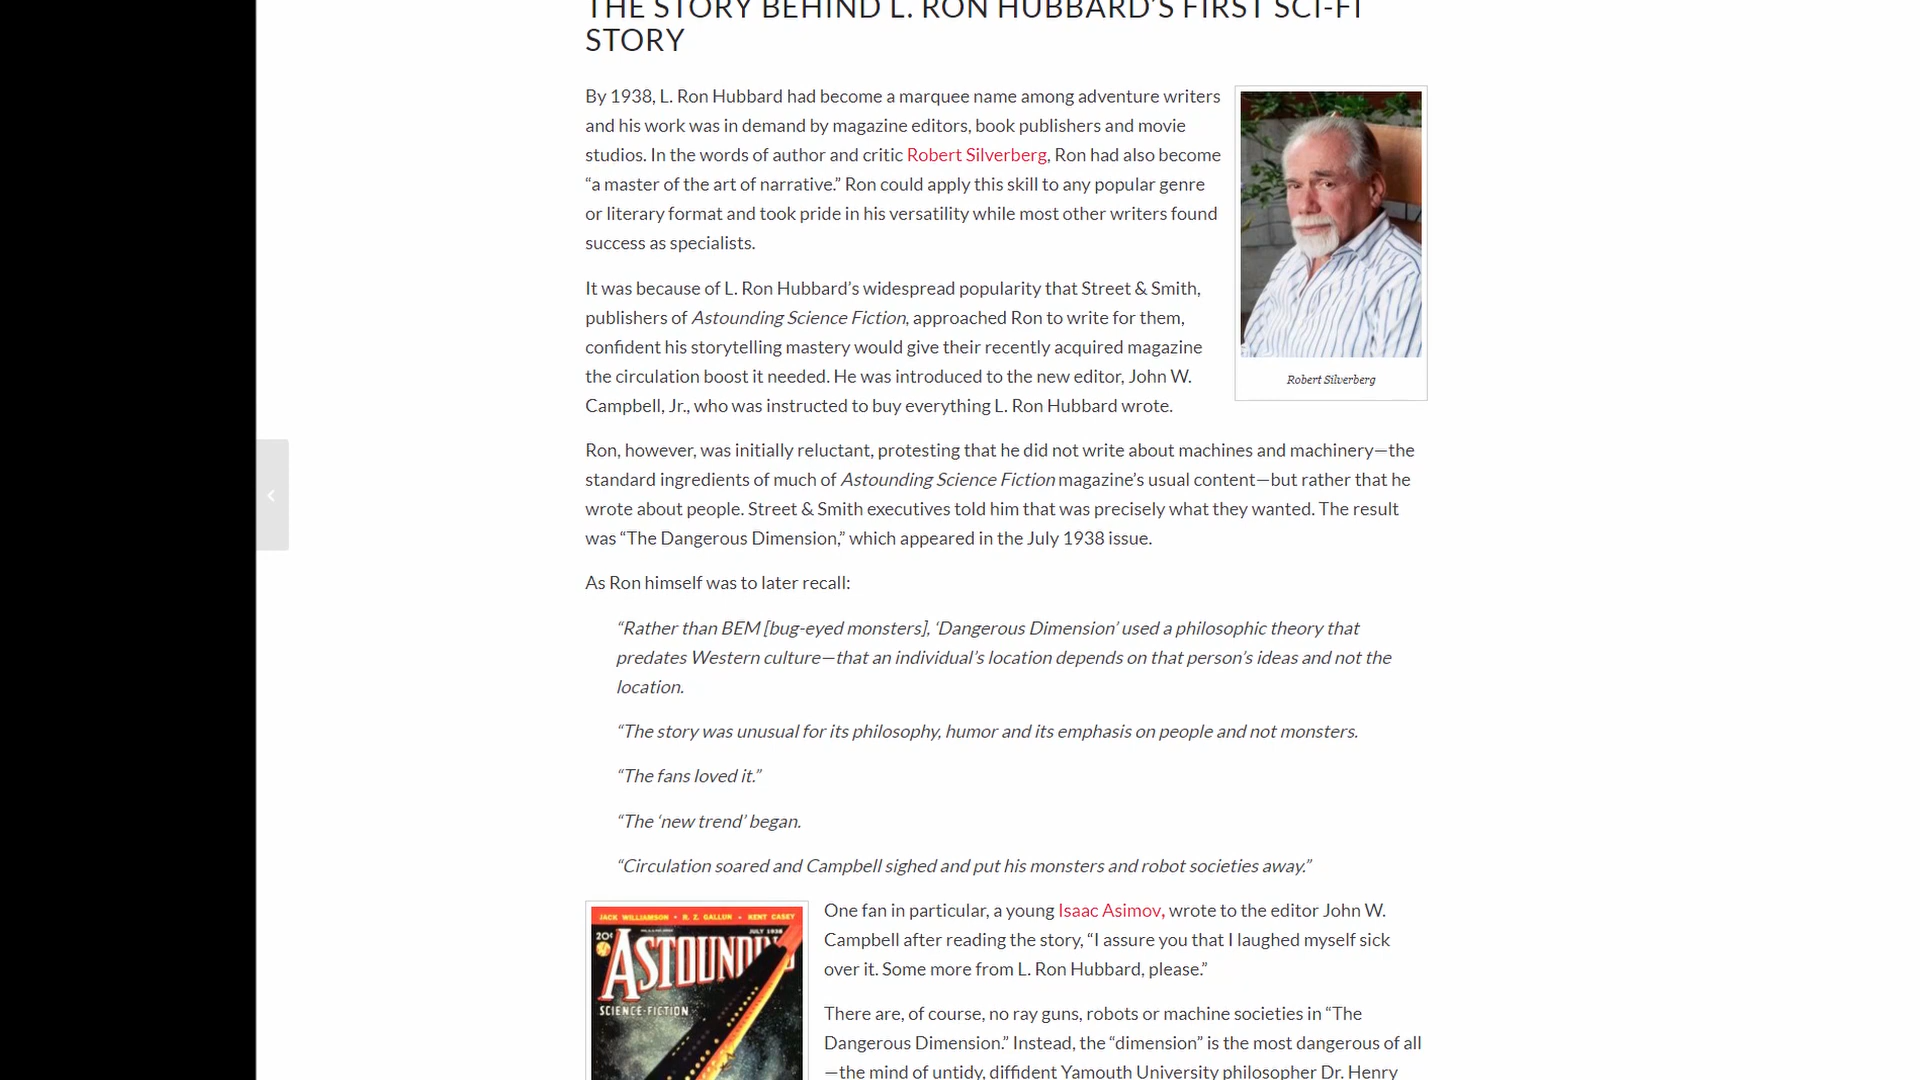 THE STORY BEHIND L. RON HUBBARD'S FIRST SCI-FI
STORY
By 1938, L. Ron Hubbard had become a marquee name among adventure writers
and his work was in demand by magazine editors, book publishers and movie
studios. In the words of author and critic Robert Silverberg, Ron had also become
“a master of the art of narrative.” Ron could apply this skill to any popular genre
or literary format and took pride in his versatility while most other writers found
success as specialists.
Robert Silverberg
It was because of L. Ron Hubbard’s widespread popularity that Street & Smith,
publishers of Astounding Science Fiction, approached Ron to write for them,
confident his storytelling mastery would give their recently acquired magazine
the circulation boost it needed. He was introduced to the new editor, John W.
Campbell, Jr., who was instructed to buy everything L. Ron Hubbard wrote.
Ron, however, was initially reluctant, protesting that he did not write about machines and machinery—the
standard ingredients of much of Astounding Science Fiction magazine’s usual content—but rather that he
wrote about people. Street & Smith executives told him that was precisely what they wanted. The result
was “The Dangerous Dimension,” which appeared in the July 1938 issue.
As Ron himself was to later recall:
“Rather than BEM [bug-eyed monsters], ‘Dangerous Dimension’ used a philosophic theory that
predates Western culture—that an individual’s location depends on that person’s ideas and not the
location.
“The story was unusual for its philosophy, humor and its emphasis on people and not monsters.
“The fans loved it.”
“The ‘new trend’ began.
“Circulation soared and Campbell sighed and put his monsters and robot societies away.”
JACK WILLIAMSON • R. Z. GALLUN • KENT CASEY
20¢
JULY 1938
ASTOUNDING
SCIENCE-FICTION
One fan in particular, a young Isaac Asimov, wrote to the editor John W.
Campbell after reading the story, “I assure you that I laughed myself sick
over it. Some more from L. Ron Hubbard, please.”
There are, of course, no ray guns, robots or machine societies in “The
Dangerous Dimension.” Instead, the “dimension” is the most dangerous of all
—the mind of untidy, diffident Yamouth University philosopher Dr. Henry